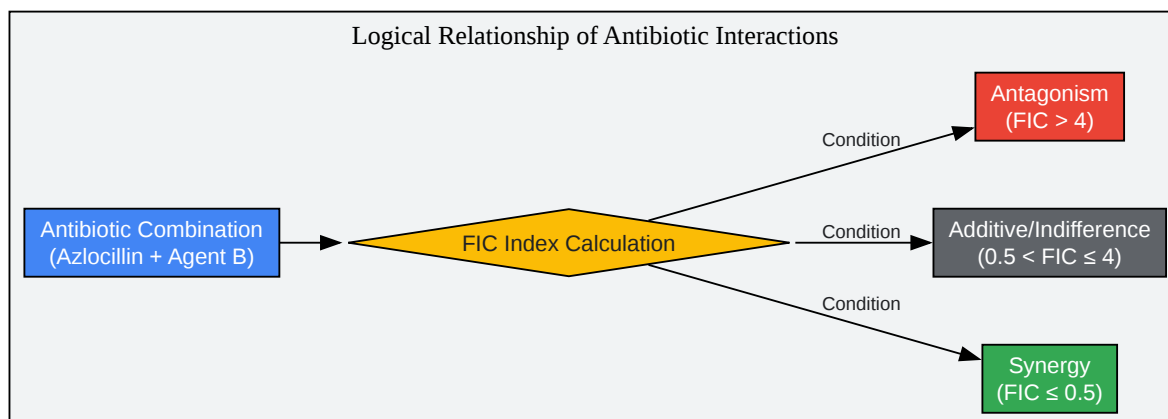 Logical Relationship of Antibiotic Interactions
Antibiotic Combination
(Azlocillin + Agent B)
FIC Index Calculation
Condition
Antagonism
(FIC > 4)
Condition
Additive/Indifference
(0.5 < FIC ≤ 4)
Condition
Synergy
(FIC ≤ 0.5)